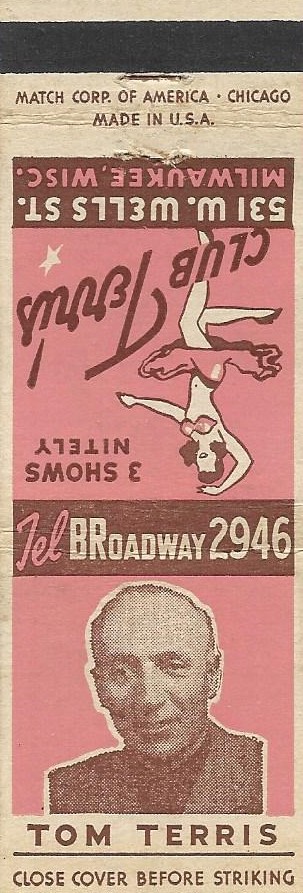 MATCH CORP. OF AMERICA · CHICAGO
MADE IN U.S.A.
531 W. WELLS ST.
MILWAUKEE, WISC.
CLUB Terris'
3 SHOWS
NITELY
Tel BROADWAY 2946
TOM TERRIS
CLOSE COVER BEFORE STRIKING